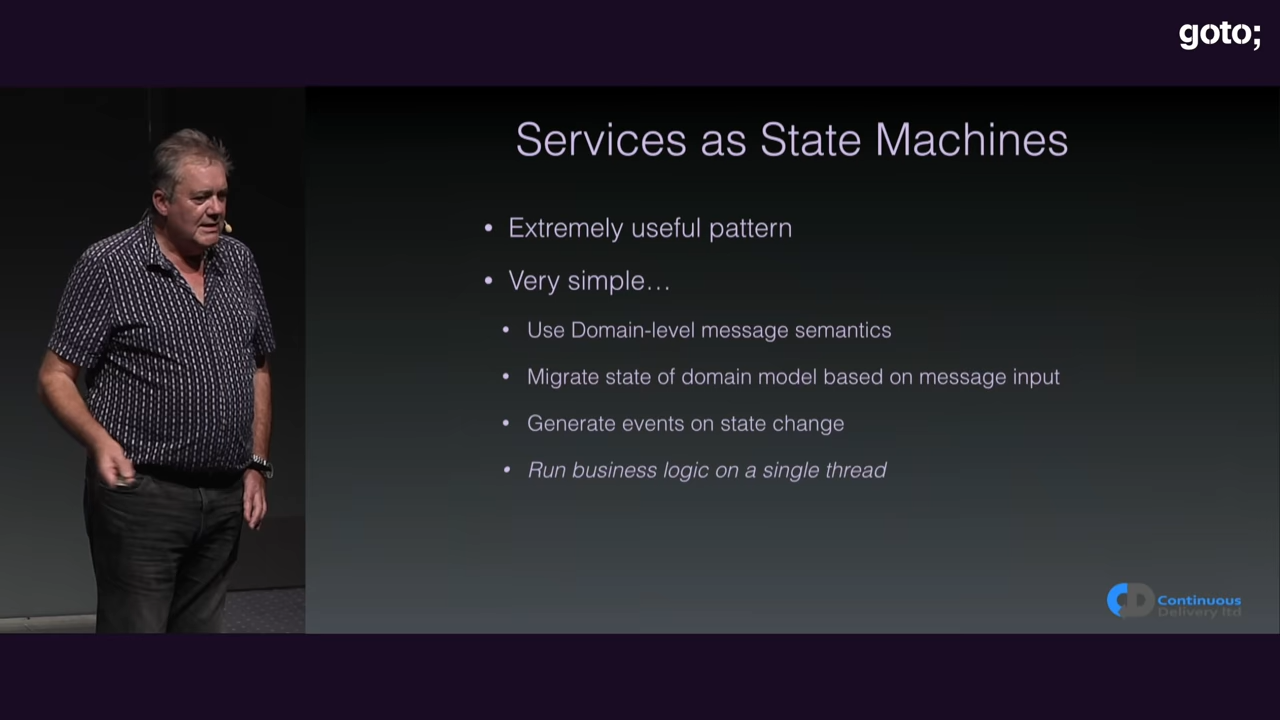 goto;
Services as State Machines
• Extremely useful pattern
• Very simple…
• Use Domain-level message semantics
• Migrate state of domain model based on message input
• Generate events on state change
• Run business logic on a single thread
CD Continuous
Delivery ltd